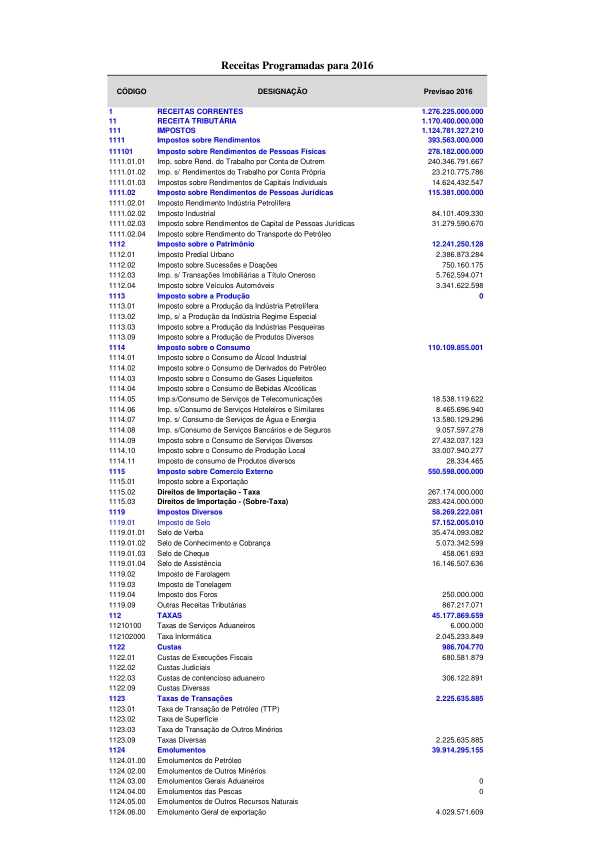 Receitas Programadas para 2016
CÓDIGO DESIGNAÇÃO Previsao 2016
1 RECEITAS CORRENTES 1.276.225.000.000
11 RECEITA TRIBUTÁRIA 1.170.400.000.000
111 IMPOSTOS 1.124.781.327.210
1111 Impostos sobre Rendimentos 393.563.000.000
111101 Imposto sobre Rendimentos de Pessoas Físicas 278.182.000.000
1111.01.01 Imp. sobre Rend. do Trabalho por Conta de Outrem 240.346.791.667
1111.01.02 Imp. s/ Rendimentos do Trabalho por Conta Própria 23.210.775.786
1111.01.03 Impostos sobre Rendimentos de Capitais Individuais 14.624.432.547
1111.02 Imposto sobre Rendimentos de Pessoas Jurídicas 115.381.000.000
1111.02.01 Imposto Rendimento Indústria Petrolífera
1111.02.02 Imposto Industrial 84.101.409.330
1111.02.03 Imposto sobre Rendimentos de Capital de Pessoas Jurídicas 31.279.590.670
1111.02.04 Imposto sobre Rendimento do Transporte do Petróleo
1112 Imposto sobre o Patrimônio 12.241.250.128
1112.01 Imposto Predial Urbano 2.386.873.284
1112.02 Imposto sobre Sucessões e Doações 750.160.175
1112.03 Imp. s/ Transações Imobiliárias a Título Oneroso 5.762.594.071
1112.04 Imposto sobre Veículos Automóveis 3.341.622.598
1113 Imposto sobre a Produção 0
1113.01 Imposto sobre a Produção da Indústria Petrolífera
1113.02 Imp, s/ a Produção da Indústria Regime Especial
1113.03 Imposto sobre a Produção da Indústrias Pesqueiras
1113.09 Imposto sobre a Produção de Produtos Diversos
1114 Imposto sobre o Consumo 110.109.855.001
1114.01 Imposto sobre o Consumo de Álcool Industrial
1114.02 Imposto sobre o Consumo de Derivados do Petróleo
1114.03 Imposto sobre o Consumo de Gases Liquefeitos
1114.04 Imposto sobre o Consumo de Bebidas Alcoólicas
1114.05 Imp.s/Consumo de Serviços de Telecomunicações 18.538.119.622
1114.06 Imp. s/Consumo de Serviços Hoteleiros e Similares 8.465.696.940
1114.07 Imp. s/ Consumo de Serviços de Água e Energia 13.580.129.296
1114.08 Imp. s/Consumo de Serviços Bancários e de Seguros 9.057.597.278
1114.09 Imposto sobre o Consumo de Serviços Diversos 27.432.037.123
1114.10 Imposto sobre o Consumo de Produção Local 33.007.940.277
1114.11 Imposto de consumo de Produtos diversos 28.334.465
1115 Imposto sobre Comercio Externo 550.598.000.000
1115.01 Imposto sobre a Exportação
1115.02 Direitos de Importação - Taxa 267.174.000.000
1115.03 Direitos de Importação - (Sobre-Taxa) 283.424.000.000
1119 Impostos Diversos 58.269.222.081
1119.01 Imposto de Selo 57.152.005.010
1119.01.01 Selo de Verba 35.474.093.082
1119.01.02 Selo de Conhecimento e Cobrança 5.073.342.599
1119.01.03 Selo de Cheque 458.061.693
1119.01.04 Selo de Assistência 16.146.507.636
1119.02 Imposto de Farolagem
1119.03 Imposto de Tonelagem
1119.04 Imposto dos Foros 250.000.000
1119.09 Outras Receitas Tributárias 867.217.071
112 TAXAS 45.177.869.659
11210100 Taxas de Serviços Aduaneiros 6.000.000
112102000 Taxa Informática 2.045.233.849
1122 Custas 986.704.770
1122.01 Custas de Execuções Fiscais 680.581.879
1122.02 Custas Judiciais
1122.03 Custas de contencioso aduaneiro 306.122.891
1122.09 Custas Diversas
1123 Taxas de Transações 2.225.635.885
1123.01 Taxa de Transação de Petróleo (TTP)
1123.02 Taxa de Superfície
1123.03 Taxa de Transação de Outros Minérios
1123.09 Taxas Diversas 2.225.635.885
1124 Emolumentos 39.914.295.155
1124.01.00 Emolumentos do Petróleo
1124.02.00 Emolumentos de Outros Minérios
1124.03.00 Emolumentos Gerais Aduaneiros 0
1124.04.00 Emolumentos das Pescas 0
1124.05.00 Emolumentos de Outros Recursos Naturais
1124.06.00 Emolumento Geral de exportação 4.029.571.609